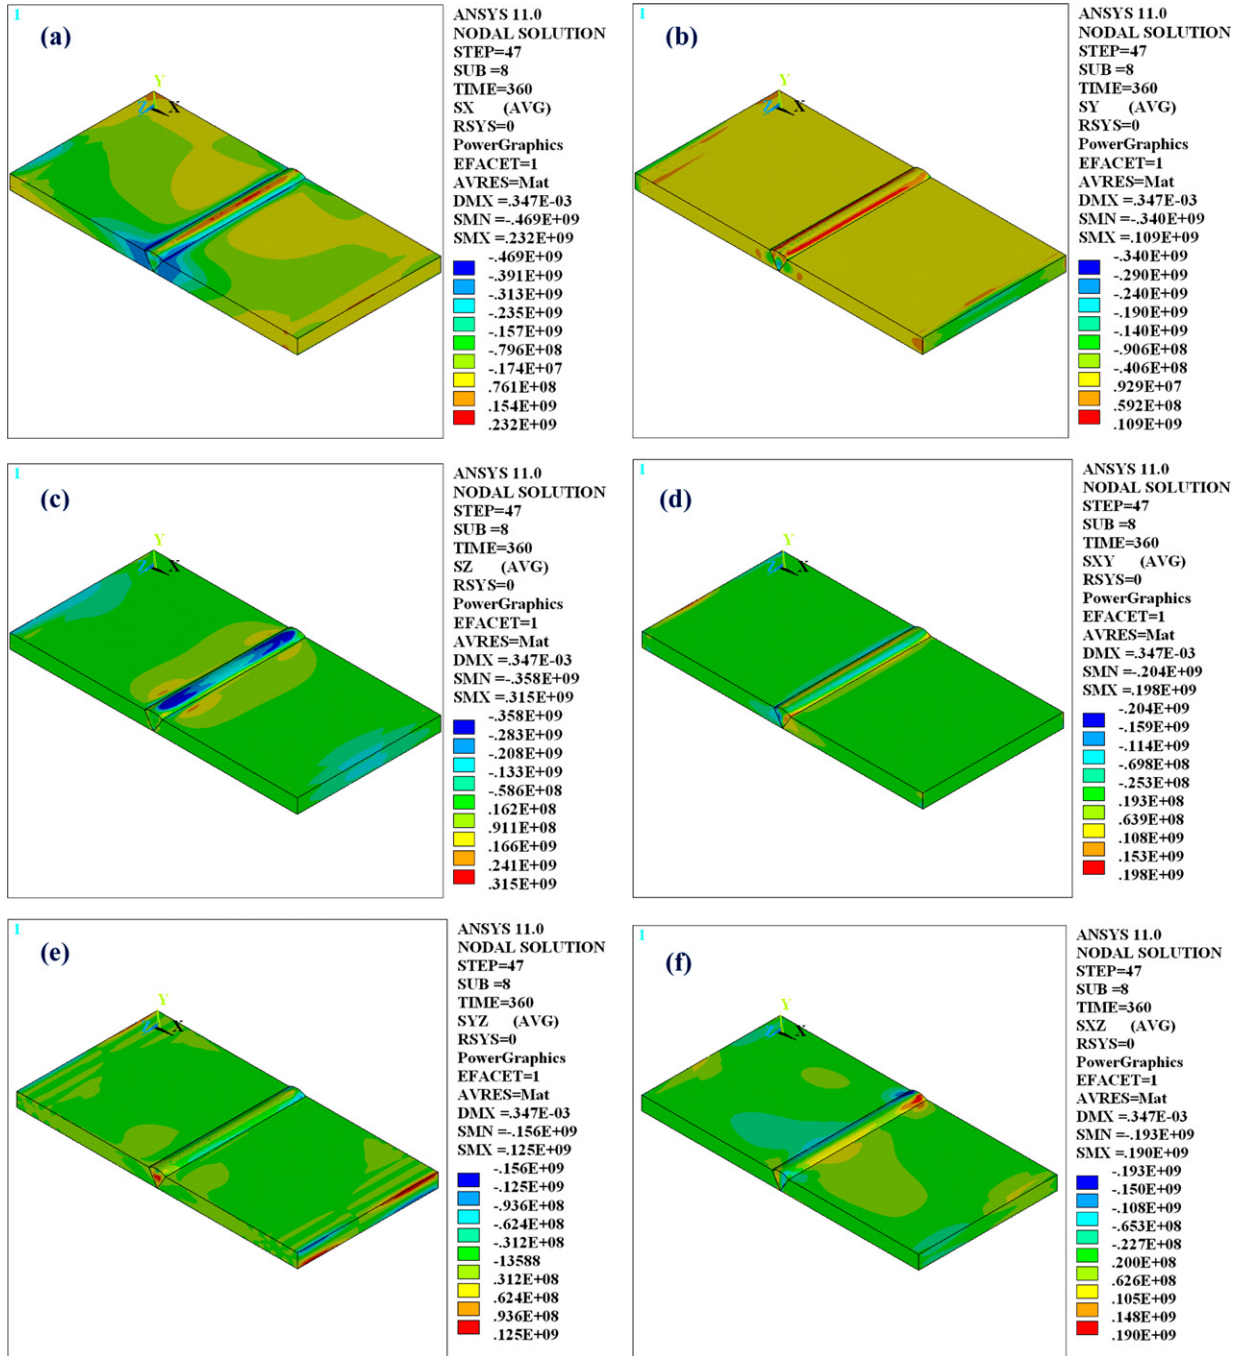 1
(a)
Y
Z
X
ANSYS 11.0
NODAL SOLUTION
STEP=47
SUB =8
TIME=360
SX (AVG)
RSYS=0
PowerGraphics
EFACET=1
AVRES=Mat
DMX =.347E-03
SMN =-.469E+09
SMX =.232E+09
-.469E+09
-.391E+09
-.313E+09
-.235E+09
-.157E+09
-.796E+08
-.174E+07
.761E+08
.154E+09
.232E+09
1
(b)
Y
Z
X
ANSYS 11.0
NODAL SOLUTION
STEP=47
SUB =8
TIME=360
SY (AVG)
RSYS=0
PowerGraphics
EFACET=1
AVRES=Mat
DMX =.347E-03
SMN =-.340E+09
SMX =.109E+09
-.340E+09
-.290E+09
-.240E+09
-.190E+09
-.140E+09
-.906E+08
-.406E+08
.929E+07
.592E+08
.109E+09
1
(c)
Y
Z
X
ANSYS 11.0
NODAL SOLUTION
STEP=47
SUB =8
TIME=360
SZ (AVG)
RSYS=0
PowerGraphics
EFACET=1
AVRES=Mat
DMX =.347E-03
SMN =-.358E+09
SMX =.315E+09
-.358E+09
-.283E+09
-.208E+09
-.133E+09
-.586E+08
.162E+08
.911E+08
.166E+09
.241E+09
.315E+09
1
(d)
Y
Z
X
ANSYS 11.0
NODAL SOLUTION
STEP=47
SUB =8
TIME=360
SXY (AVG)
RSYS=0
PowerGraphics
EFACET=1
AVRES=Mat
DMX =.347E-03
SMN =-.204E+09
SMX =.198E+09
-.204E+09
-.159E+09
-.114E+09
-.698E+08
-.253E+08
.193E+08
.639E+08
.108E+09
.153E+09
.198E+09
1
(e)
Y
Z
X
ANSYS 11.0
NODAL SOLUTION
STEP=47
SUB =8
TIME=360
SYZ (AVG)
RSYS=0
PowerGraphics
EFACET=1
AVRES=Mat
DMX =.347E-03
SMN =-.156E+09
SMX =.125E+09
-.156E+09
-.125E+09
-.936E+08
-.624E+08
-.312E+08
-13588
.312E+08
.624E+08
.936E+08
.125E+09
1
(f)
Y
Z
X
ANSYS 11.0
NODAL SOLUTION
STEP=47
SUB =8
TIME=360
SXZ (AVG)
RSYS=0
PowerGraphics
EFACET=1
AVRES=Mat
DMX =.347E-03
SMN =-.193E+09
SMX =.190E+09
-.193E+09
-.150E+09
-.108E+09
-.653E+08
-.227E+08
.200E+08
.626E+08
.105E+09
.148E+09
.190E+09